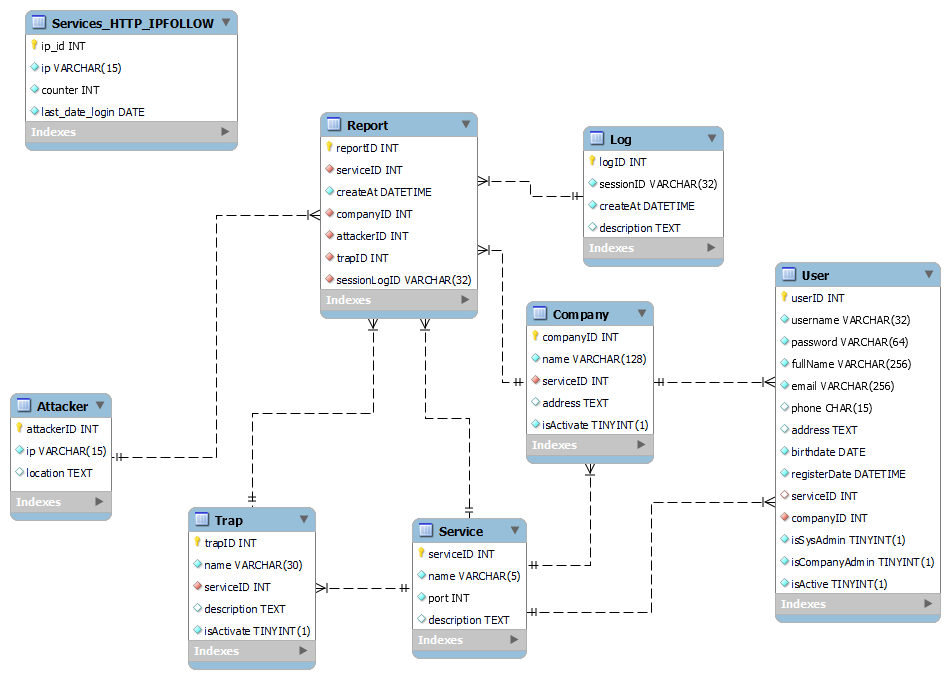 Services_HTTP_IPFOLLOW
ip_id INT
ip VARCHAR(15)
counter INT
last_date_login DATE
Indexes
Report
reportID INT
serviceID INT
createAt DATETIME
companyID INT
attackerID INT
trapID INT
sessionLogID VARCHAR(32)
Indexes
Log
logID INT
sessionID VARCHAR(32)
createAt DATETIME
description TEXT
Indexes
User
userID INT
username VARCHAR(32)
password VARCHAR(64)
fullName VARCHAR(256)
email VARCHAR(256)
phone CHAR(15)
address TEXT
birthdate DATE
registerDate DATETIME
serviceID INT
companyID INT
isSysAdmin TINYINT(1)
isCompanyAdmin TINYINT(1)
isActive TINYINT(1)
Indexes
Company
companyID INT
name VARCHAR(128)
serviceID INT
address TEXT
isActivate TINYINT(1)
Indexes
Attacker
attackerID INT
ip VARCHAR(15)
location TEXT
Indexes
Trap
trapID INT
name VARCHAR(30)
serviceID INT
description TEXT
isActivate TINYINT(1)
Indexes
Service
serviceID INT
name VARCHAR(5)
port INT
description TEXT
Indexes